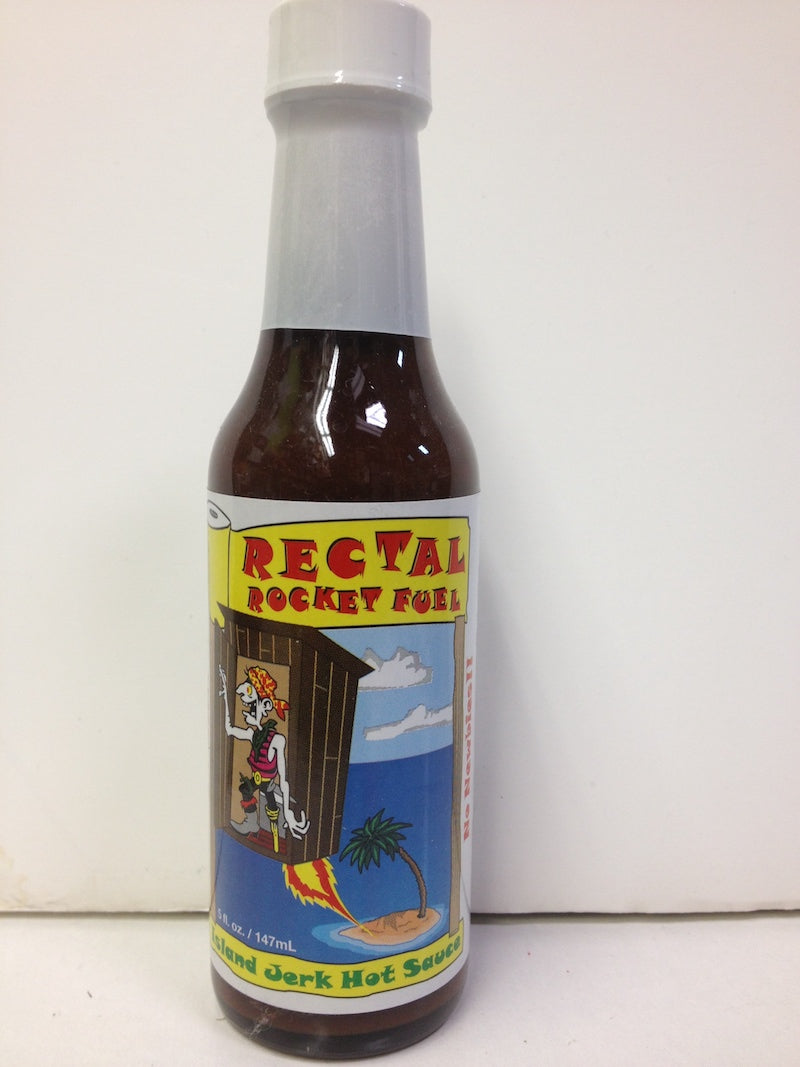 RECTAL
ROCKET FUEL
No Newbies!!
5 fl. oz. / 147mL
Island Jerk Hot Sauce